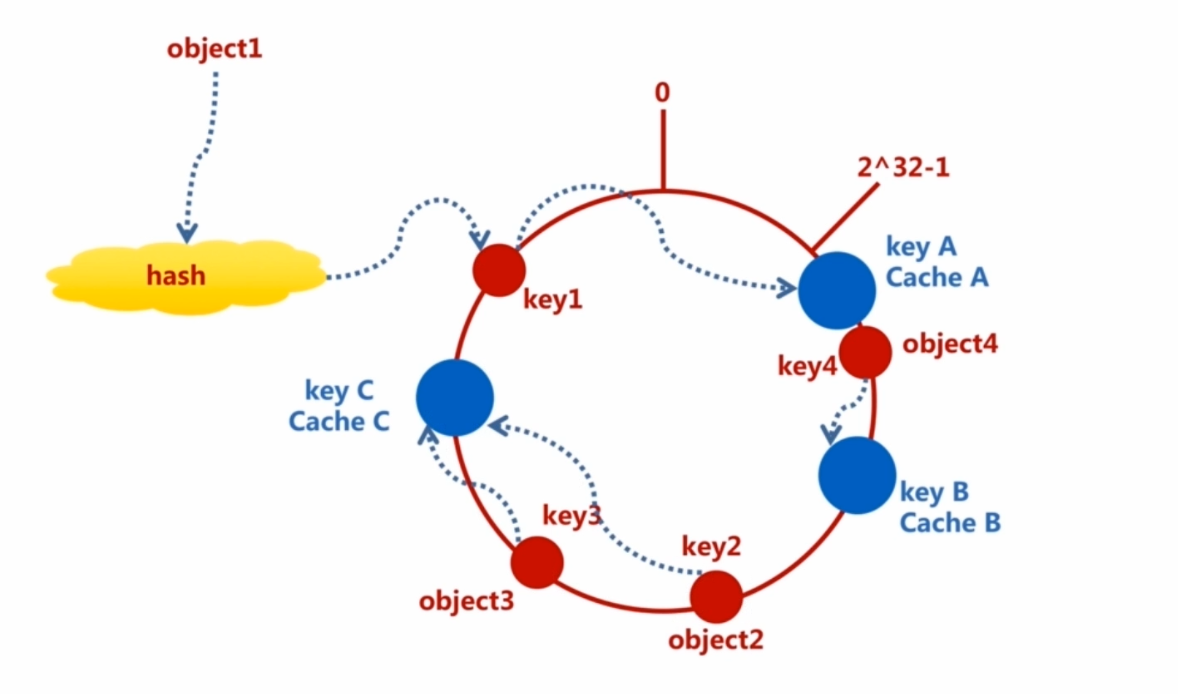 object1
0
2^32-1
hash
key1
key A
Cache A
key4
object4
key C
Cache C
key B
Cache B
key3
key2
object3
object2